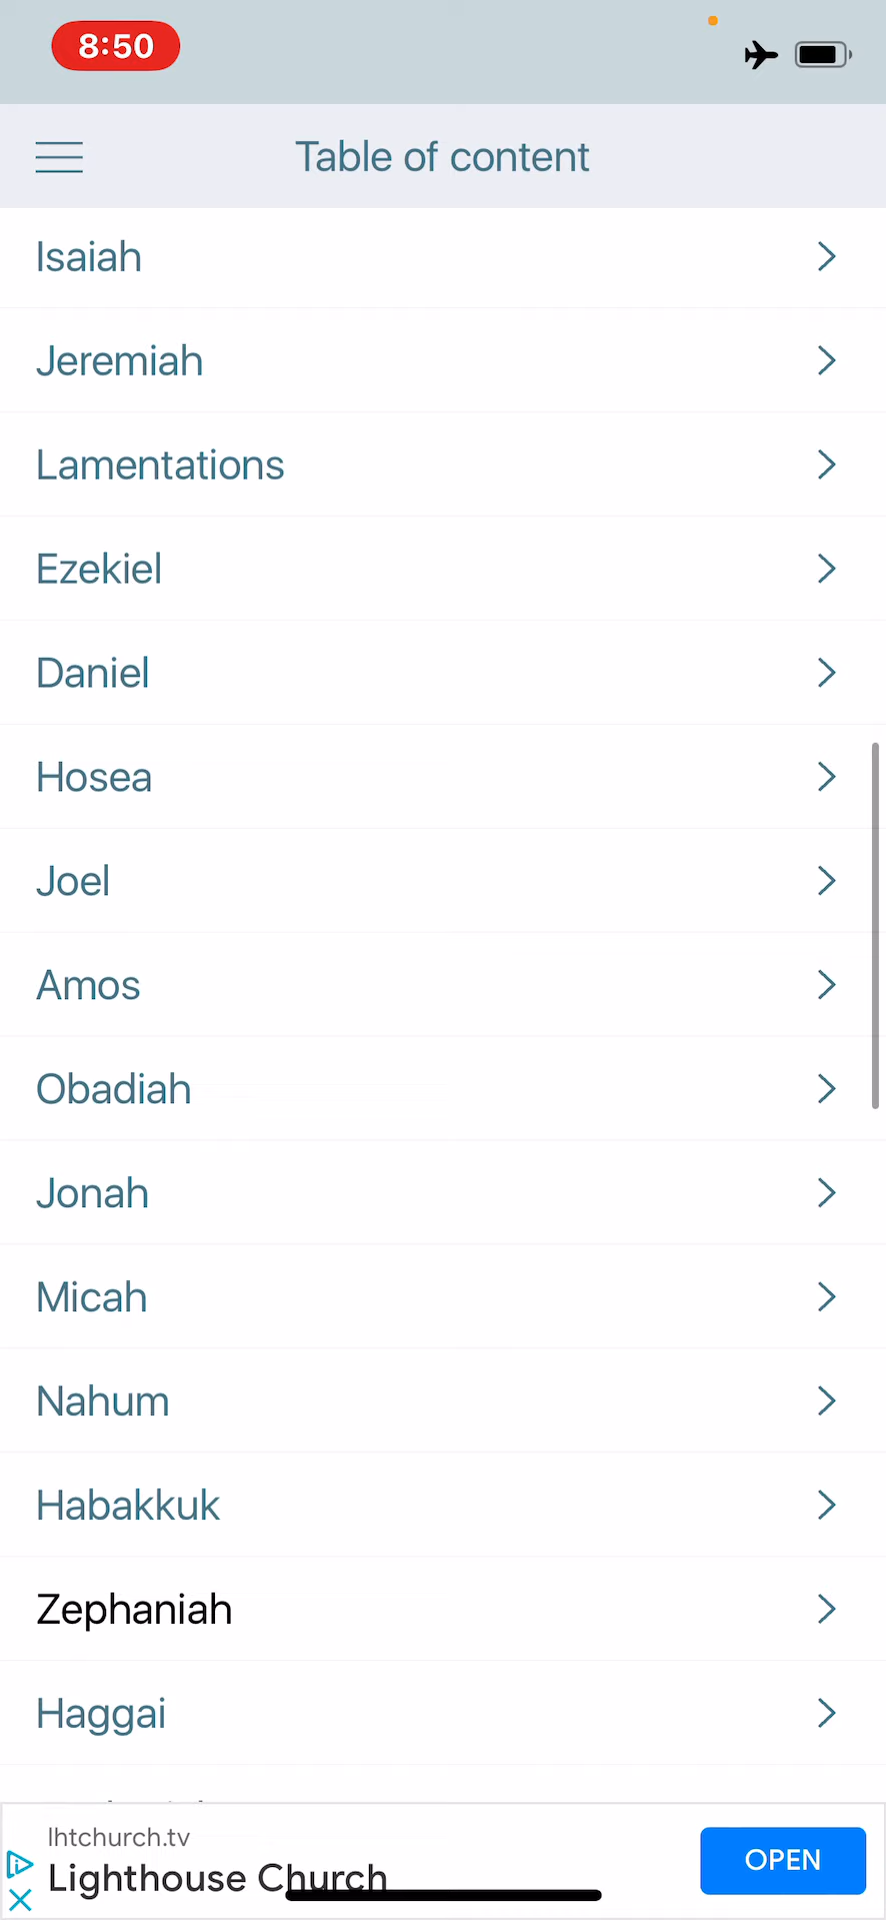 8:50
Table of content
Isaiah
Jeremiah
Lamentations
Ezekiel
Daniel
Hosea
Joel
Amos
Obadiah
Jonah
Micah
Nahum
Habakkuk
Zephaniah
Haggai
lhtchurch.tv
Lighthouse Church
OPEN